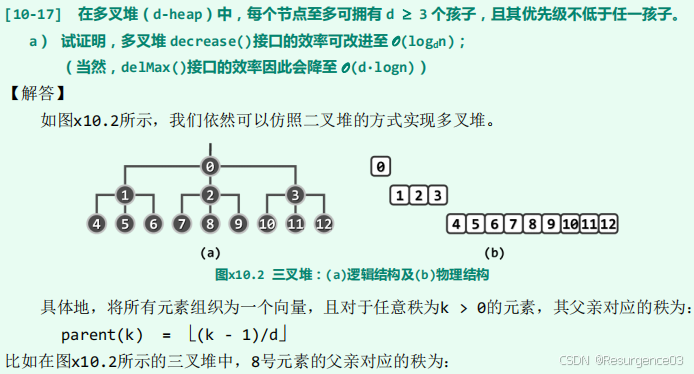 [10-17] 在多叉堆（d-heap）中，每个节点至多可拥有 d ≥ 3 个孩子，且其优先级不低于任一孩子。
a） 试证明，多叉堆 decrease()接口的效率可改进至 O(logdn)；
（当然，delMax()接口的效率因此会降至 O(d·logn)）
【解答】
如图x10.2所示，我们依然可以仿照二叉堆的方式实现多叉堆。
0
1 2 3
4 5 6 7 8 9 10 11 12
(a)
0
1 2 3
4 5 6 7 8 9 10 11 12
(b)
图x10.2 三叉堆：(a)逻辑结构及(b)物理结构
具体地，将所有元素组织为一个向量，且对于任意秩为k > 0的元素，其父亲对应的秩为：
parent(k) = ⌊(k - 1)/d⌋
比如在图x10.2所示的三叉堆中，8号元素的父亲对应的秩为：
CSDN @Resurgence03